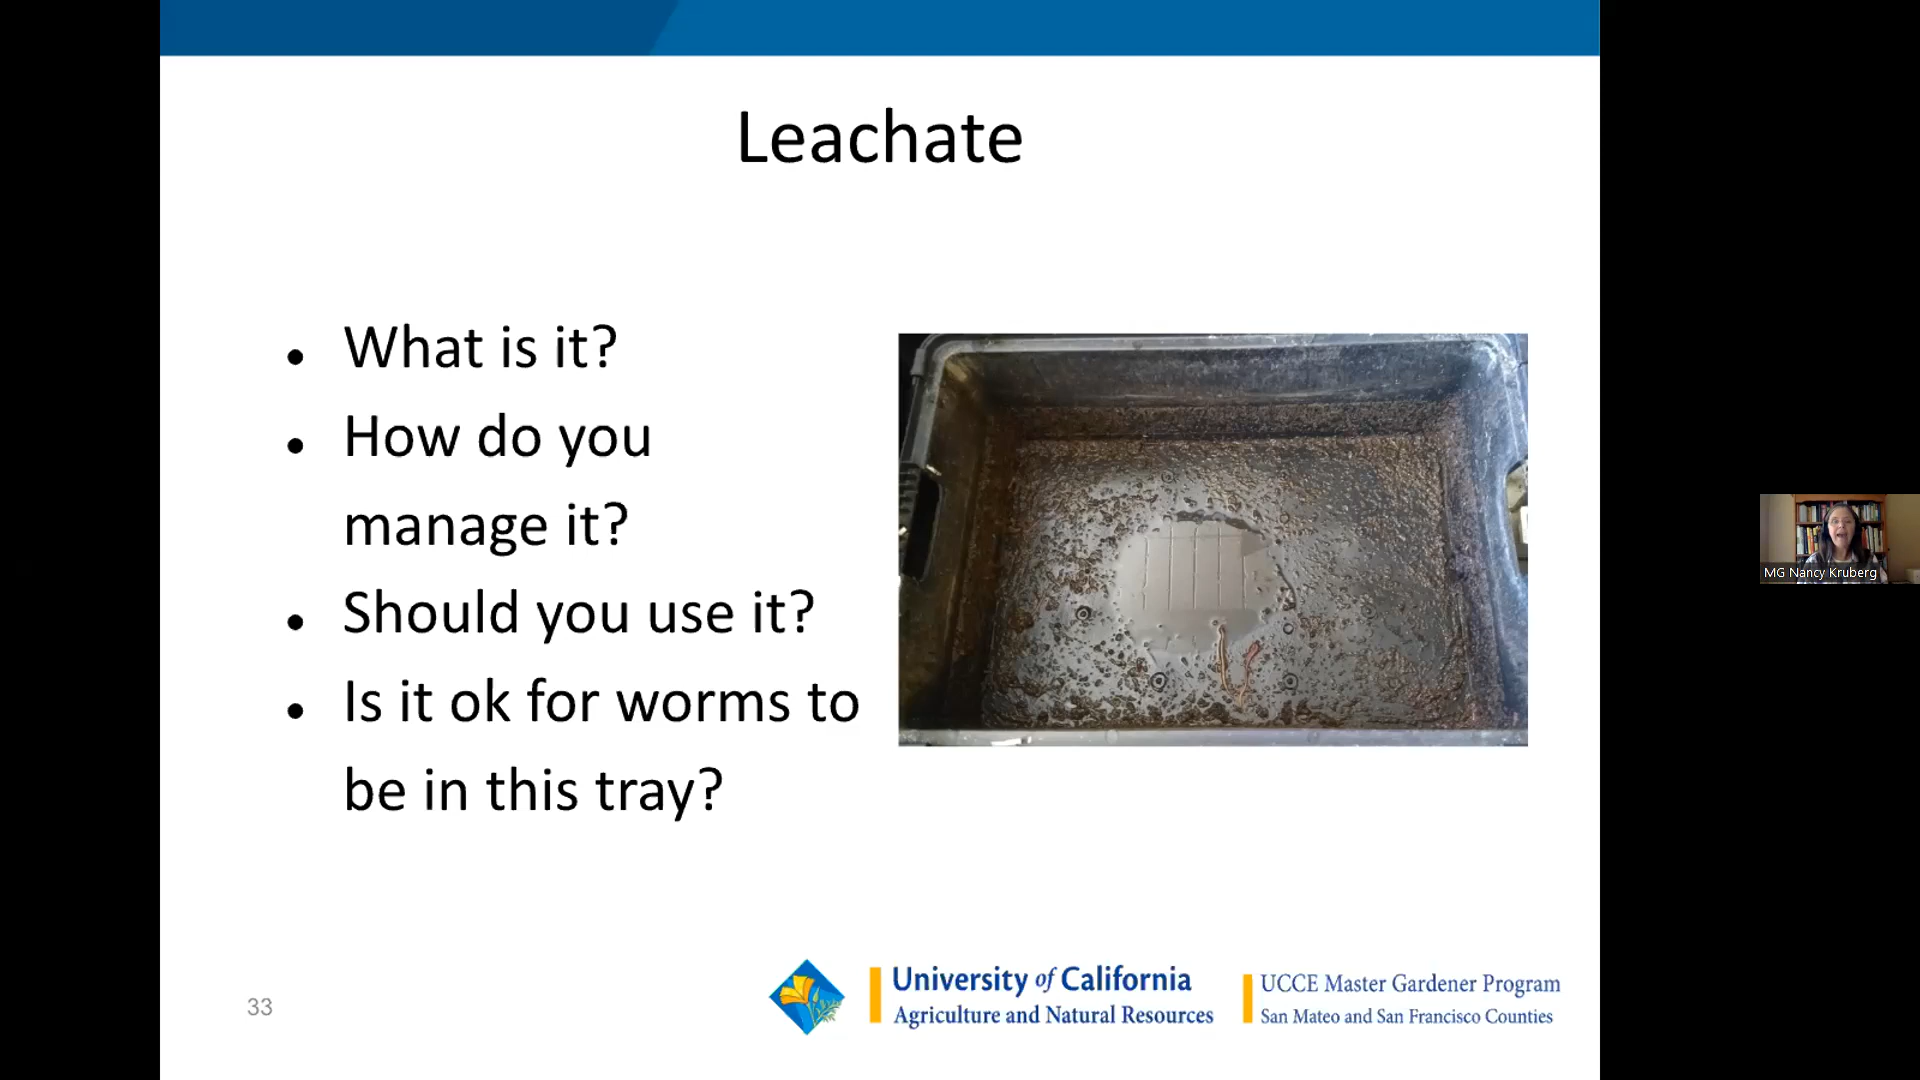 Leachate
• What is it?
• How do you
manage it?
• Should you use it?
• Is it ok for worms to
be in this tray?
MG Nancy Kruberg
33
University of California
Agriculture and Natural Resources
UCCE Master Gardener Program
San Mateo and San Francisco Counties